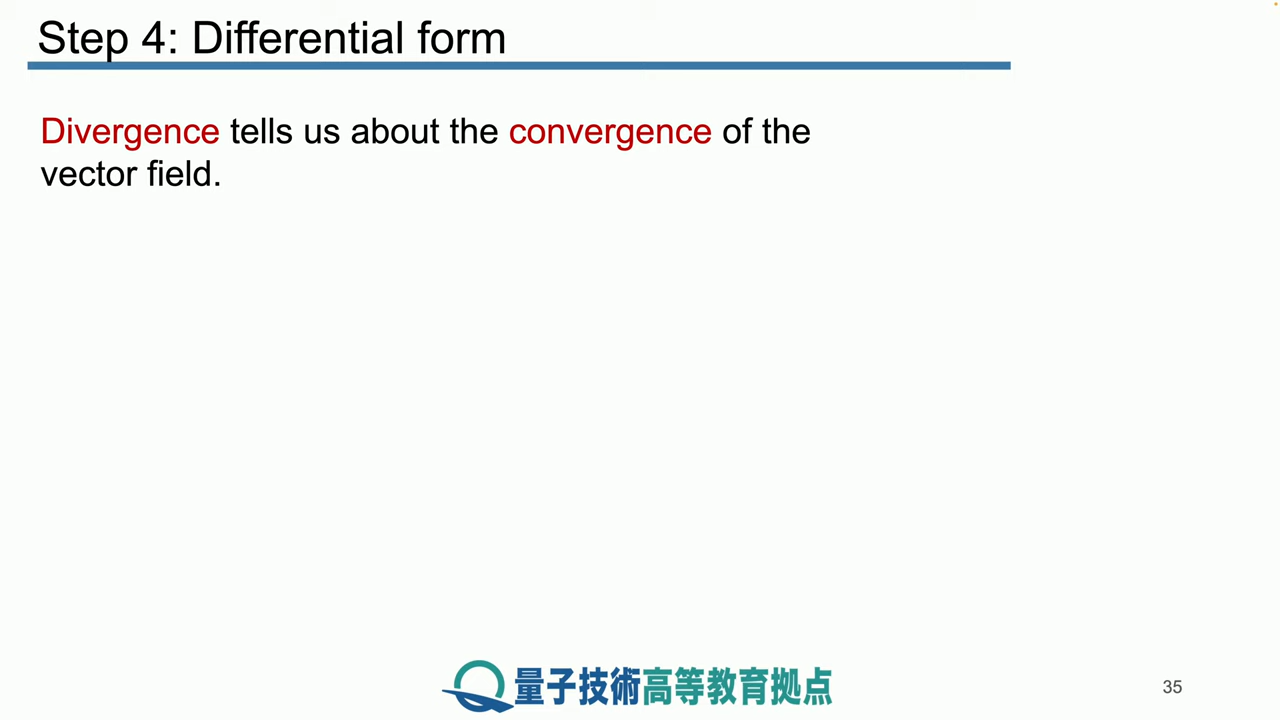 Step 4: Differential form
Divergence tells us about the convergence of the
vector field.
量子技術高等教育拠点
35